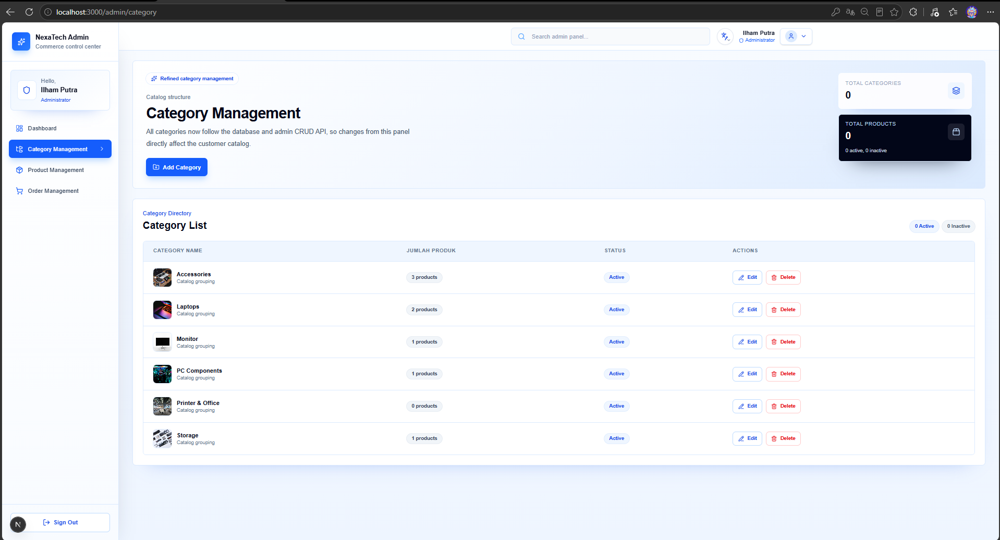 localhost:3000/admin/category
NexaTech Admin
Commerce control center
Search admin panel...
Ilham Putra
Administrator
Hello,
Ilham Putra
Administrator
Dashboard
Category Management
Product Management
Order Management
Sign Out
N
Refined category management
Catalog structure
Category Management
All categories now follow the database and admin CRUD API, so changes from this panel
directly affect the customer catalog.
Add Category
TOTAL CATEGORIES
0
TOTAL PRODUCTS
0
0 active, 0 inactive
Category Directory
Category List
0 Active 0 Inactive
CATEGORY NAME JUMLAH PRODUK STATUS ACTIONS
Accessories
Catalog grouping
3 products Active Edit Delete
Laptops
Catalog grouping
2 products Active Edit Delete
Monitor
Catalog grouping
1 products Active Edit Delete
PC Components
Catalog grouping
1 products Active Edit Delete
Printer & Office
Catalog grouping
0 products Active Edit Delete
Storage
Catalog grouping
1 products Active Edit Delete